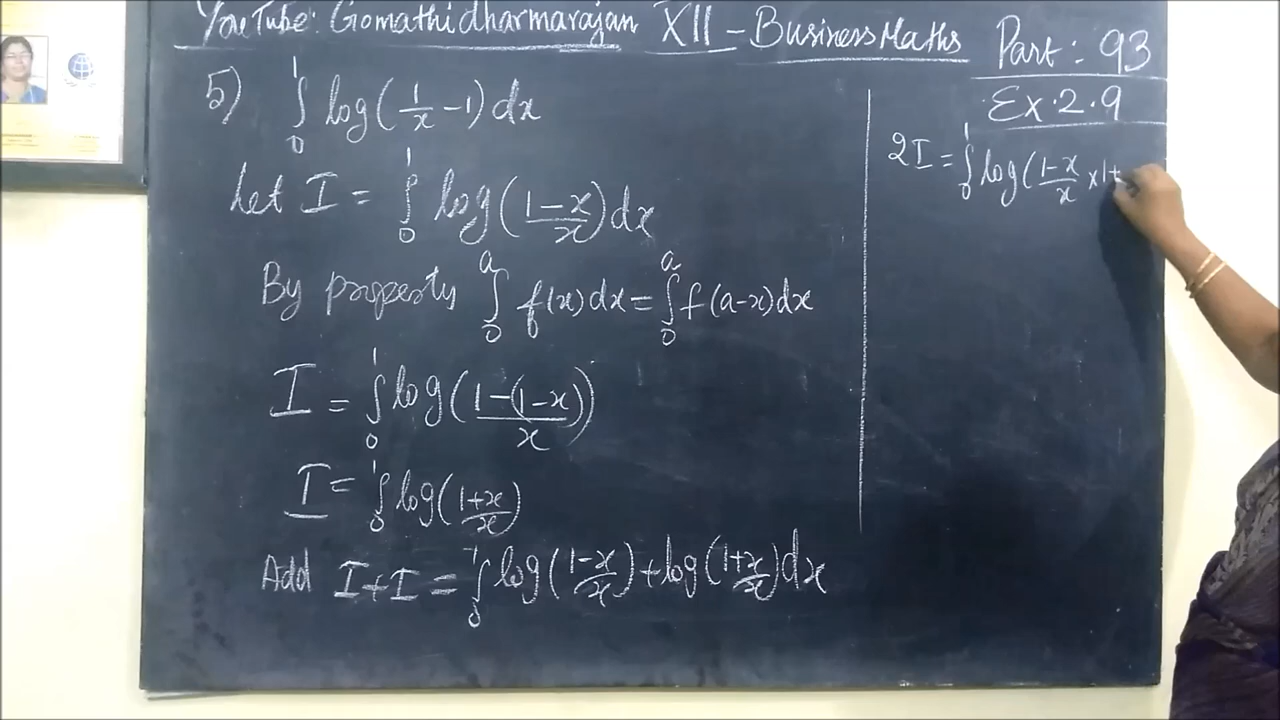 YouTube: Gomathidharmarajan XII - Business Maths Part: 93
Ex. 2.9
5) ∫₀¹ log(1/x - 1) dx
Let I = ∫₀¹ log((1-x)/x) dx
By property ∫₀ᵃ f(x) dx = ∫₀ᵃ f(a-x) dx
I = ∫₀¹ log((1-(1-x))/x)
I = ∫₀¹ log((1+x)/x)
Add I + I = ∫₀¹ log((1-x)/x) + log((1+x)/x) dx
2I = ∫₀¹ log((1-x)/x × 1+